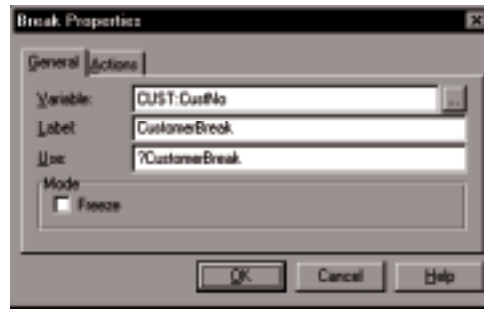 Break Properties
General Actions
Variable: CUST:CustNo ...
Label: CustomerBreak
Use: ?CustomerBreak
Mode
Freeze
OK Cancel Help